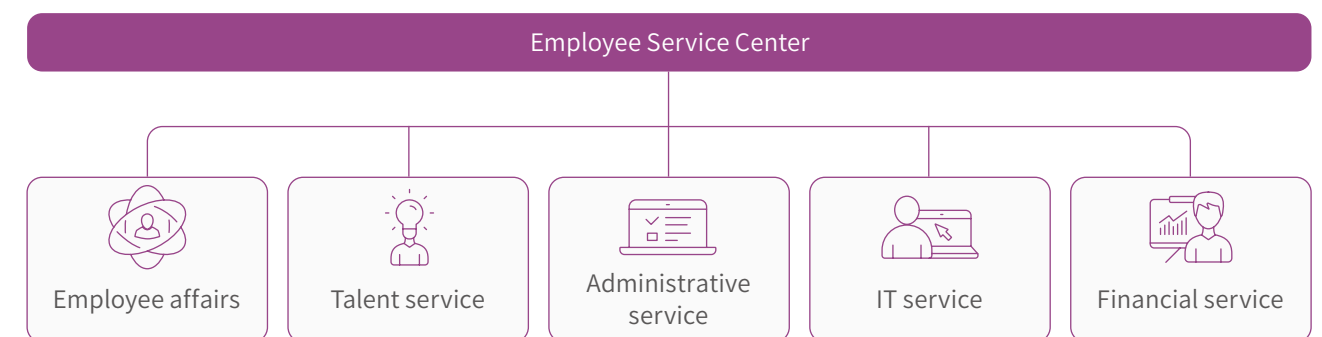 Employee Service Center
Employee affairs
Talent service
Administrative
service
IT service
Financial service